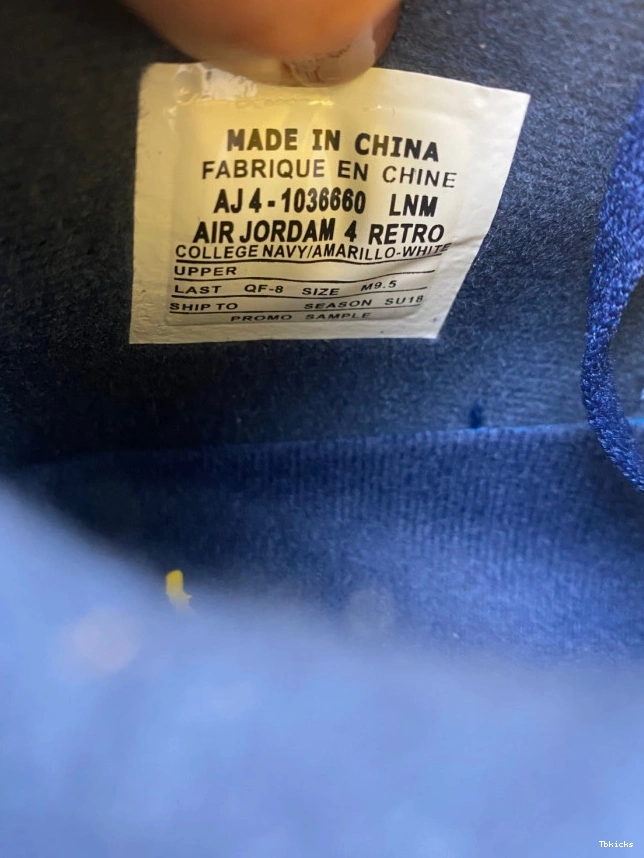 MADE IN CHINA
FABRIQUE EN CHINE
AJ 4-1036660 LNM
AIR JORDAM 4 RETRO
COLLEGE NAVY/AMARILLO-WHITE
UPPER
LAST QF-8 SIZE M9.5
SHIP TO SEASON SU18
PROMO SAMPLE
Tbkicks